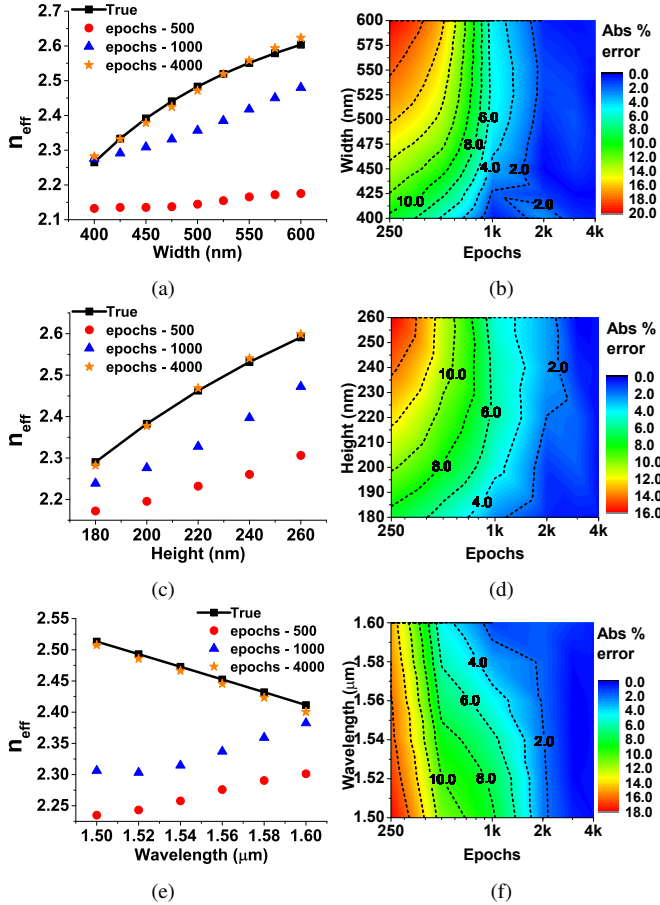 True
epochs - 500
epochs - 1000
epochs - 4000
n_eff
2.7
2.6
2.5
2.4
2.3
2.2
2.1
400 450 500 550 600
Width (nm)
(a)
600
575
550
525
500
475
450
425
400
Width (nm)
250 1k 2k 4k
Epochs
10.0 8.0 6.0 4.0 2.0 2.0
Abs %
error
0.0
2.0
4.0
6.0
8.0
10.0
12.0
14.0
16.0
18.0
20.0
(b)
True
epochs - 500
epochs - 1000
epochs - 4000
n_eff
2.6
2.5
2.4
2.3
2.2
180 200 220 240 260
Height (nm)
(c)
260
250
240
230
220
210
200
190
180
Height (nm)
250 1k 2k 4k
Epochs
10.0 8.0 6.0 4.0 2.0
Abs %
error
0.0
2.0
4.0
6.0
8.0
10.0
12.0
14.0
16.0
(d)
True
epochs - 500
epochs - 1000
epochs - 4000
n_eff
2.55
2.50
2.45
2.40
2.35
2.30
2.25
1.50 1.52 1.54 1.56 1.58 1.60
Wavelength (μm)
(e)
1.60
1.58
1.56
1.54
1.52
1.50
Wavelength(μm)
250 1k 2k 4k
Epochs
4.0 6.0 2.0 10.0 8.0
Abs %
error
0.0
2.0
4.0
6.0
8.0
10.0
12.0
14.0
16.0
18.0
(f)